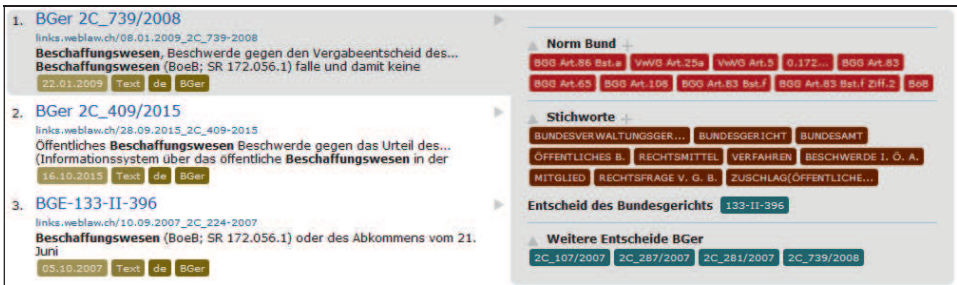 1. BGer 2C_739/2008
links.weblaw.ch/08.01.2009_2C_739-2008
Beschaffungswesen, Beschwerde gegen den Vergabeentscheid des...
Beschaffungswesen (BoeB; SR 172.056.1) falle und damit keine
22.01.2009 Text de BGer
2. BGer 2C_409/2015
links.weblaw.ch/28.09.2015_2C_409-2015
Öffentliches Beschaffungswesen Beschwerde gegen das Urteil des...
(Informationssystem über das öffentliche Beschaffungswesen in der
16.10.2015 Text de BGer
3. BGE-133-II-396
links.weblaw.ch/10.09.2007_2C_224-2007
Beschaffungswesen (BoeB; SR 172.056.1) oder des Abkommens vom 21.
Juni
05.10.2007 Text de BGer
Norm Bund
BGG Art.86 Bst.a VwVG Art.25a VwVG Art.5 0.172... BGG Art.83
BGG Art.65 BGG Art.106 BGG Art.83 Bst.f BGG Art.83 Bst.f Ziff.2 BöB
Stichworte
BUNDESVERWALTUNGSGER... BUNDESGERICHT BUNDESAMT
ÖFFENTLICHES B. RECHTSMITTEL VERFAHREN BESCHWERDE I. Ö. A.
MITGLIED RECHTSFRAGE V. G. B. ZUSCHLAG(ÖFFENTLICHE...
Entscheid des Bundesgerichts 133-II-396
Weitere Entscheide BGer
2C_107/2007 2C_287/2007 2C_281/2007 2C_739/2008